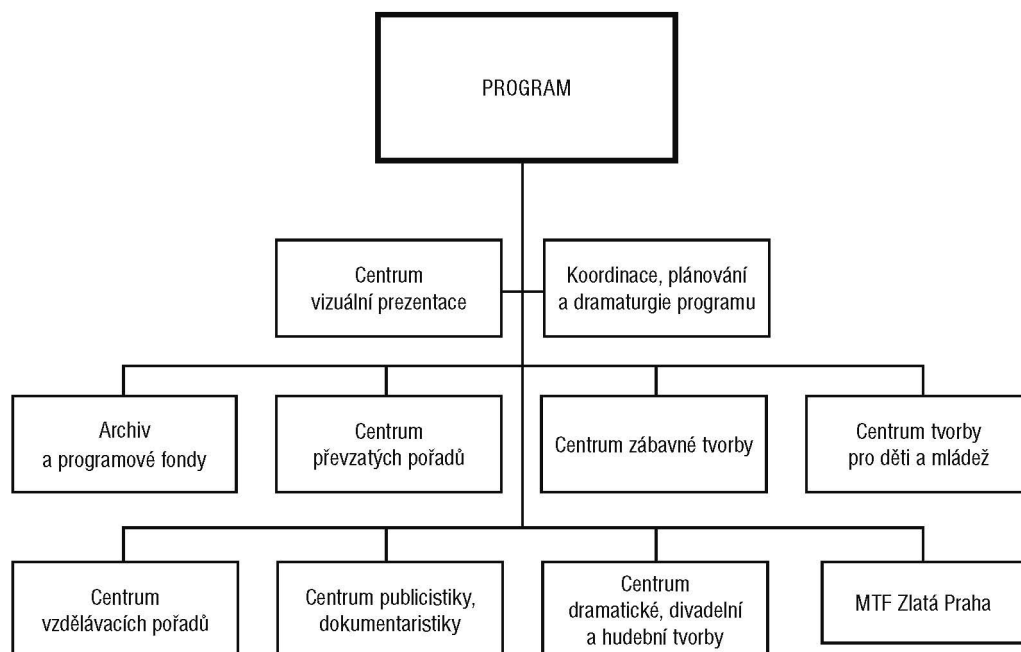 PROGRAM
Centrum
vizuální prezentace
Koordinace, plánování
a dramaturgie programu
Archiv
a programové fondy
Centrum
převzatých pořadů
Centrum zábavné tvorby
Centrum tvorby
pro děti a mládež
Centrum
vzdělávacích pořadů
Centrum publicistiky,
dokumentaristiky
Centrum
dramatické, divadelní
a hudební tvorby
MTF Zlatá Praha